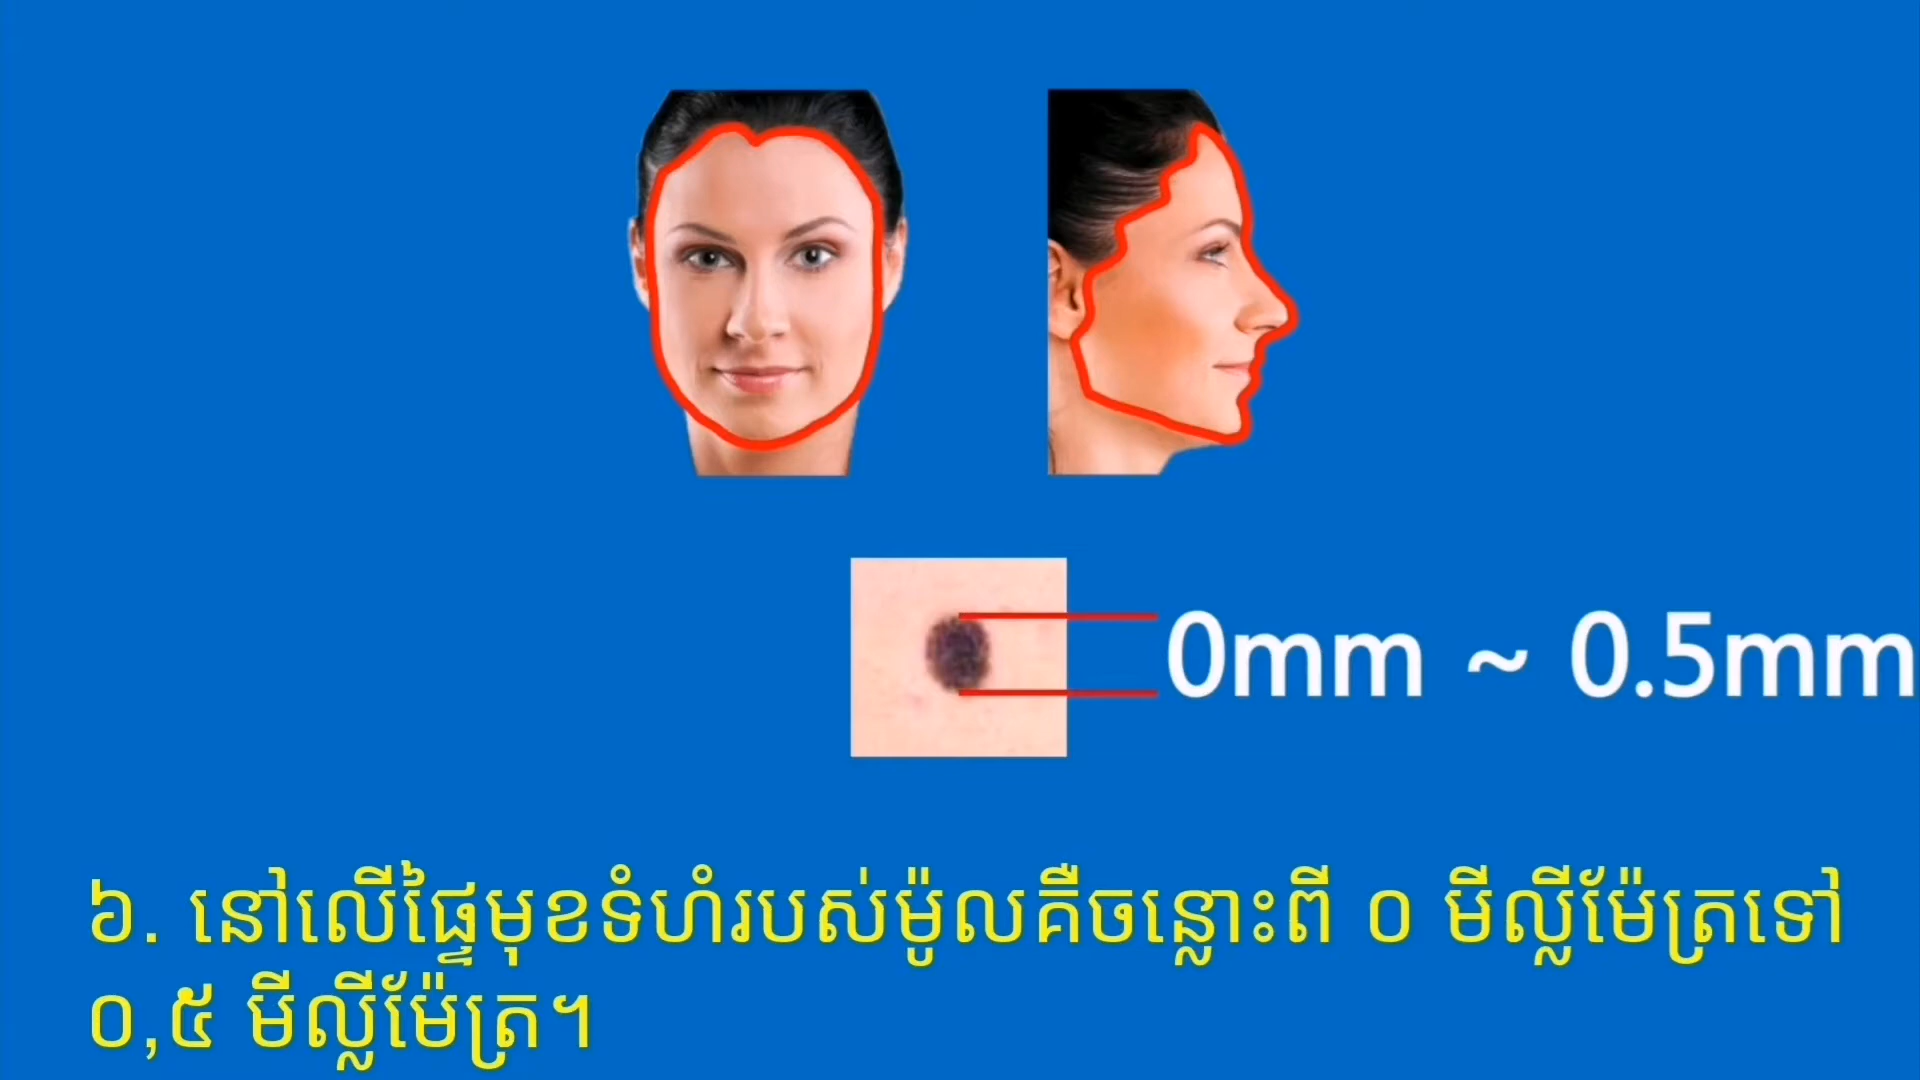 0mm ~ 0.5mm
៦. នៅលើផ្ទៃមុខទំហំរបស់ម៉ូលគឺចន្លោះពី ០ មីល្លីម៉ែត្រទៅ
០,៥ មីល្លីម៉ែត្រ។